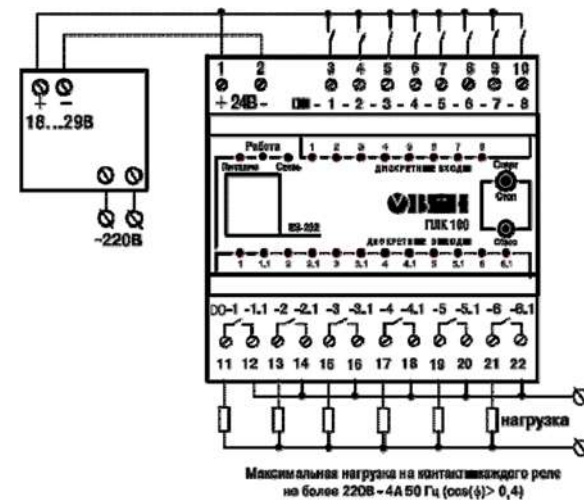 1 2 3 4 5 6 7 8 9 10
+ 24В - DI - 1 - 2 - 3 - 4 - 5 - 6 - 7 - 8
+ -
18...29В
~220В
Работа
Питание Связь
1 2 3 4 5 6 7 8
ДИСКРЕТНЫЕ ВХОДЫ
Старт
Стоп
ОВЕН
ПЛК 100
RS-232
Сброс
ДИСКРЕТНЫЕ ВЫХОДЫ
1 1.1 2 2.1 3 3.1 4 4.1 5 5.1 6 6.1
DO-1 -1.1 -2 -2.1 -3 -3.1 -4 -4.1 -5 -5.1 -6 -6.1
11 12 13 14 15 16 17 18 19 20 21 22
нагрузка
Максимальная нагрузка на контакты каждого реле
не более 220В - 4А 50 Гц (cos(ϕ) > 0,4)